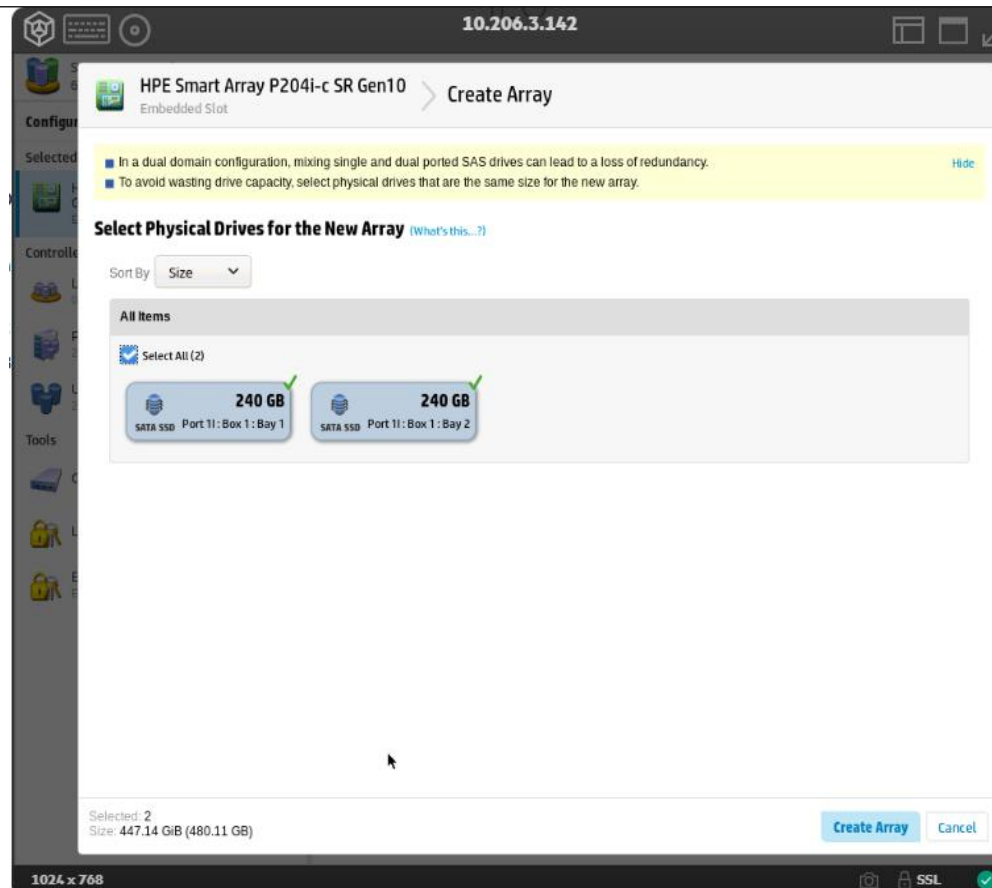 10.206.3.142
HPE Smart Array P204i-c SR Gen10
Embedded Slot
Create Array
In a dual domain configuration, mixing single and dual ported SAS drives can lead to a loss of redundancy.
Hide
To avoid wasting drive capacity, select physical drives that are the same size for the new array.
Select Physical Drives for the New Array (What's this...?)
Sort By Size
All Items
Select All (2)
240 GB
SATA SSD Port 1I : Box 1 : Bay 1
240 GB
SATA SSD Port 1I : Box 1 : Bay 2
Configur
Selected
Controlle
Tools
Selected: 2
Size: 447.14 GiB (480.11 GB)
Create Array
Cancel
1024 x 768
SSL